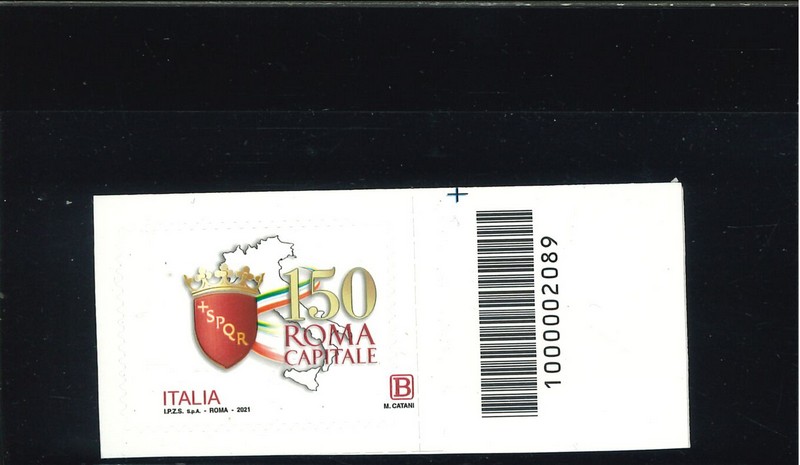 150
ROMA
CAPITALE
+SPQR
ITALIA
I.P.Z.S. S.p.A. - ROMA - 2021
B
M. CATANI
1000002089